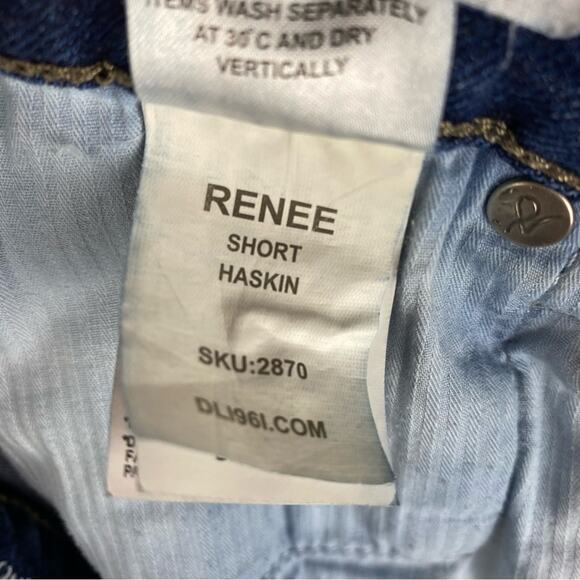 ITEMS WASH SEPARATELY
AT 30°C AND DRY
VERTICALLY
RENEE
SHORT
HASKIN
SKU:2870
DL1961.COM